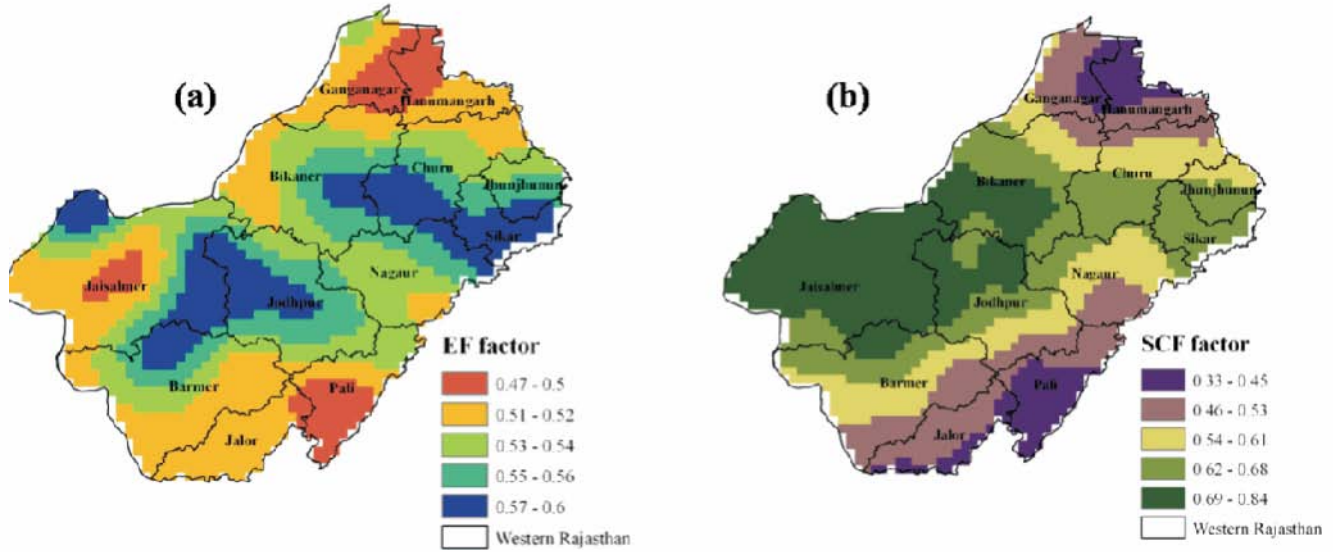 (a)
Ganganagar
Hanumangarh
Bikaner
Churu
Jhunjhunun
Sikar
Nagaur
Jaisalmer
Jodhpur
Barmer
Pali
Jalor
EF factor
0.47 - 0.5
0.51 - 0.52
0.53 - 0.54
0.55 - 0.56
0.57 - 0.6
Western Rajasthan
(b)
Ganganagar
Hanumangarh
Bikaner
Churu
Jhunjhunun
Sikar
Nagaur
Jaisalmer
Jodhpur
Barmer
Pali
Jalor
SCF factor
0.33 - 0.45
0.46 - 0.53
0.54 - 0.61
0.62 - 0.68
0.69 - 0.84
Western Rajasthan